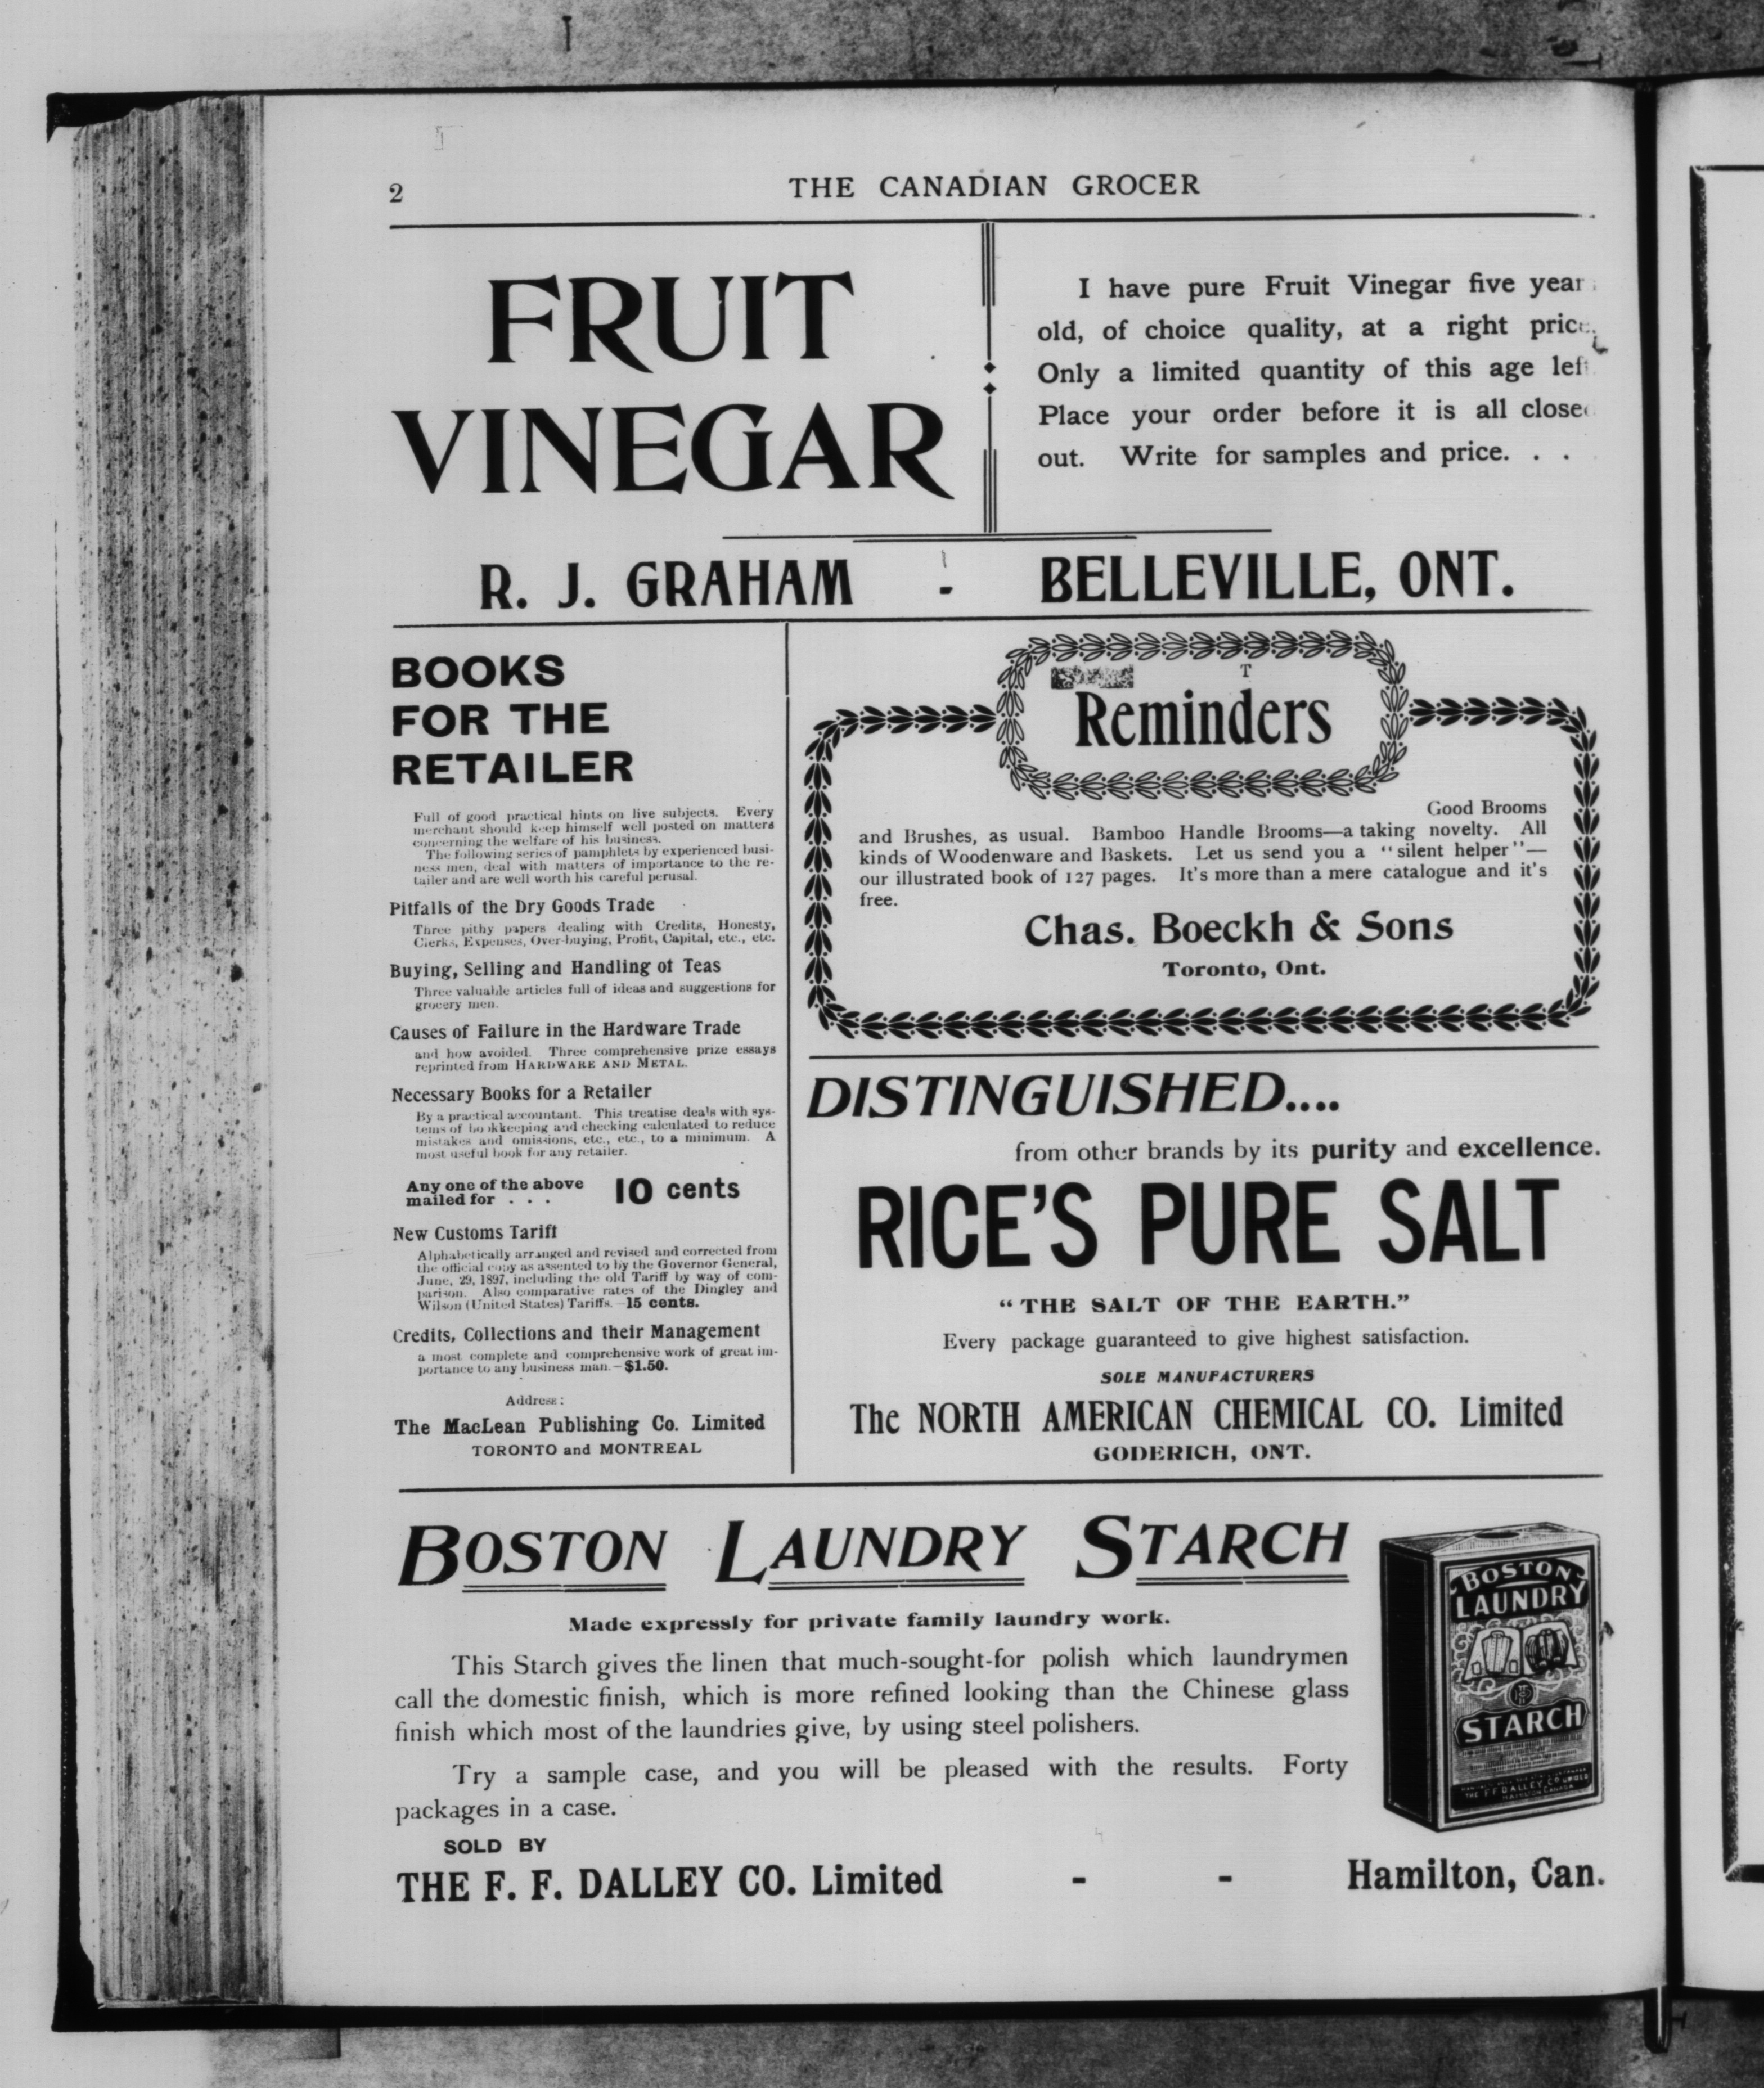 2
THE CANADIAN GROCER
FRUIT
VINEGAR
I have pure Fruit Vinegar five year
old, of choice quality, at a right price.
Only a limited quantity of this age left
Place your order before it is all closed
out. Write for samples and price. . .
R. J. GRAHAM - BELLEVILLE, ONT.
BOOKS
FOR THE
RETAILER
Full of good practical hints on live subjects. Every
merchant should keep himself well posted on matters
concerning the welfare of his business.
The following series of pamphlets by experienced busi-
ness men, deal with matters of importance to the re-
tailer and are well worth his careful perusal.
Pitfalls of the Dry Goods Trade
Three pithy papers dealing with Credits, Honesty,
Clerks, Expenses, Over-buying, Profit, Capital, etc., etc.
Buying, Selling and Handling of Teas
Three valuable articles full of ideas and suggestions for
grocery men.
Causes of Failure in the Hardware Trade
and how avoided. Three comprehensive prize essays
reprinted from HARDWARE AND METAL.
Necessary Books for a Retailer
By a practical accountant. This treatise deals with sys-
tems of bookkeeping and checking calculated to reduce
mistakes and omissions, etc., etc., to a minimum. A
most useful book for any retailer.
Any one of the above
mailed for . . . 10 cents
New Customs Tariff
Alphabetically arranged and revised and corrected from
the official copy as assented to by the Governor General,
June, 29, 1897, including the old Tariff by way of com-
parison. Also comparative rates of the Dingley and
Wilson (United States) Tariffs.—15 cents.
Credits, Collections and their Management
a most complete and comprehensive work of great im-
portance to any business man.—$1.50.
Address:
The MacLean Publishing Co. Limited
TORONTO and MONTREAL
Reminders
Good Brooms
and Brushes, as usual. Bamboo Handle Brooms—a taking novelty. All
kinds of Woodenware and Baskets. Let us send you a "silent helper"—
our illustrated book of 127 pages. It's more than a mere catalogue and it's
free.
Chas. Boeckh & Sons
Toronto, Ont.
DISTINGUISHED....
from other brands by its purity and excellence.
RICE'S PURE SALT
"THE SALT OF THE EARTH."
Every package guaranteed to give highest satisfaction.
SOLE MANUFACTURERS
The NORTH AMERICAN CHEMICAL CO. Limited
GODERICH, ONT.
BOSTON LAUNDRY STARCH
Made expressly for private family laundry work.
This Starch gives the linen that much-sought-for polish which laundrymen
call the domestic finish, which is more refined looking than the Chinese glass
finish which most of the laundries give, by using steel polishers.
Try a sample case, and you will be pleased with the results. Forty
packages in a case.
BOSTON
LAUNDRY
STARCH
THE F F DALLEY CO LIMITED
HAMILTON CANADA
SOLD BY
THE F. F. DALLEY CO. Limited - - Hamilton, Can.